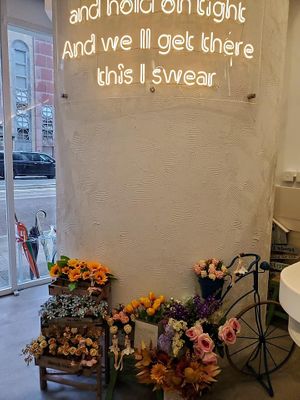 and hold on tight
And we ll get there
this I swear